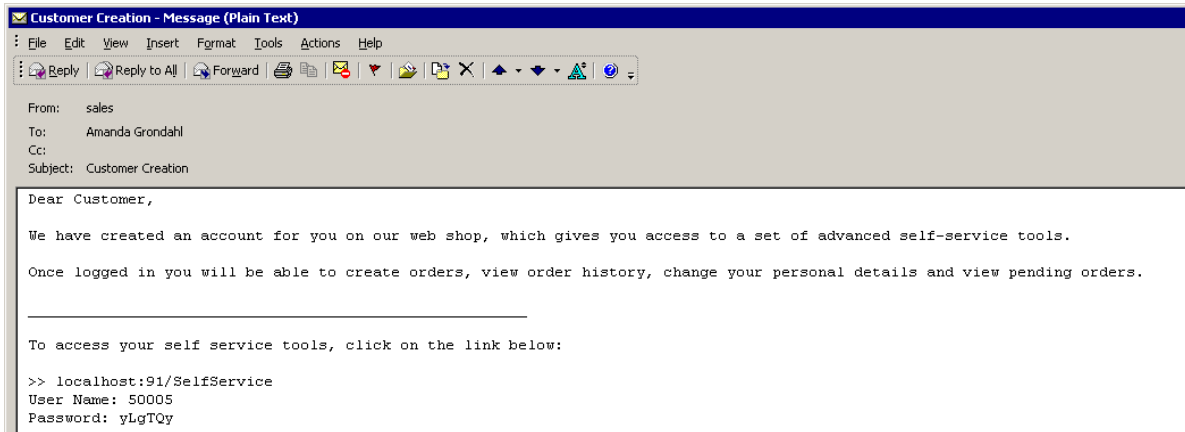 Customer Creation - Message (Plain Text)
File Edit View Insert Format Tools Actions Help
Reply Reply to All Forward
From: sales
To: Amanda Grondahl
Cc:
Subject: Customer Creation
Dear Customer,
We have created an account for you on our web shop, which gives you access to a set of advanced self-service tools.
Once logged in you will be able to create orders, view order history, change your personal details and view pending orders.
To access your self service tools, click on the link below:
>> localhost:91/SelfService
User Name: 50005
Password: yLgTQy